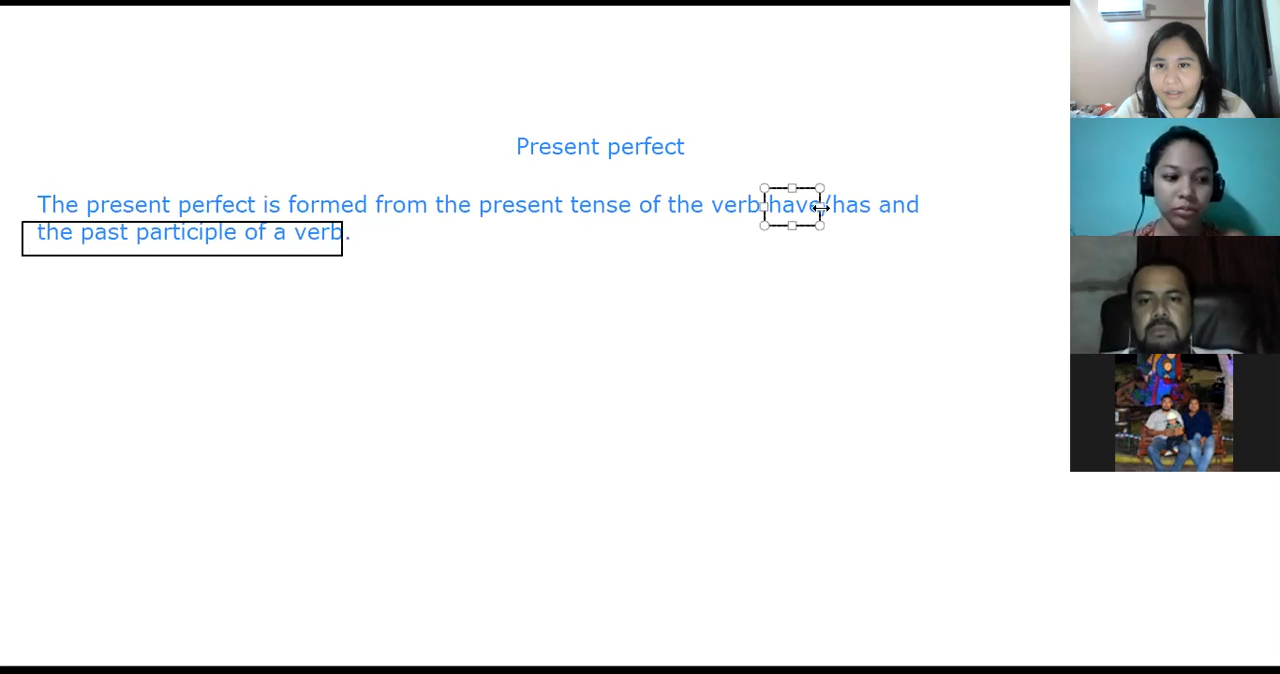 Present perfect
The present perfect is formed from the present tense of the verb have/has and
the past participle of a verb.